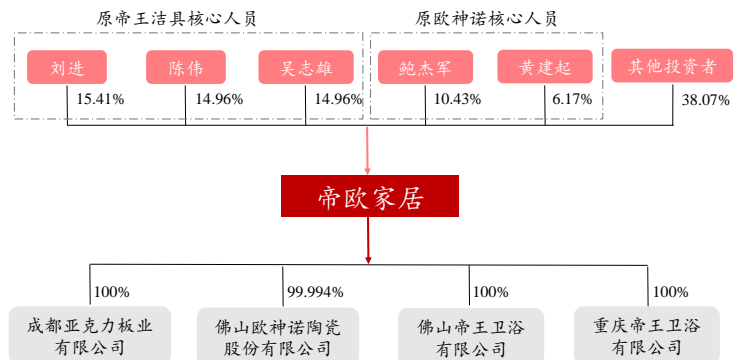 原帝王洁具核心人员 原欧神诺核心人员
刘进 陈伟 吴志雄 鲍杰军 黄建起 其他投资者
15.41% 14.96% 14.96% 10.43% 6.17% 38.07%
帝欧家居
100% 99.994% 100% 100%
成都亚克力板业 佛山欧神诺陶瓷 佛山帝王卫浴 重庆帝王卫浴
有限公司 股份有限公司 有限公司 有限公司